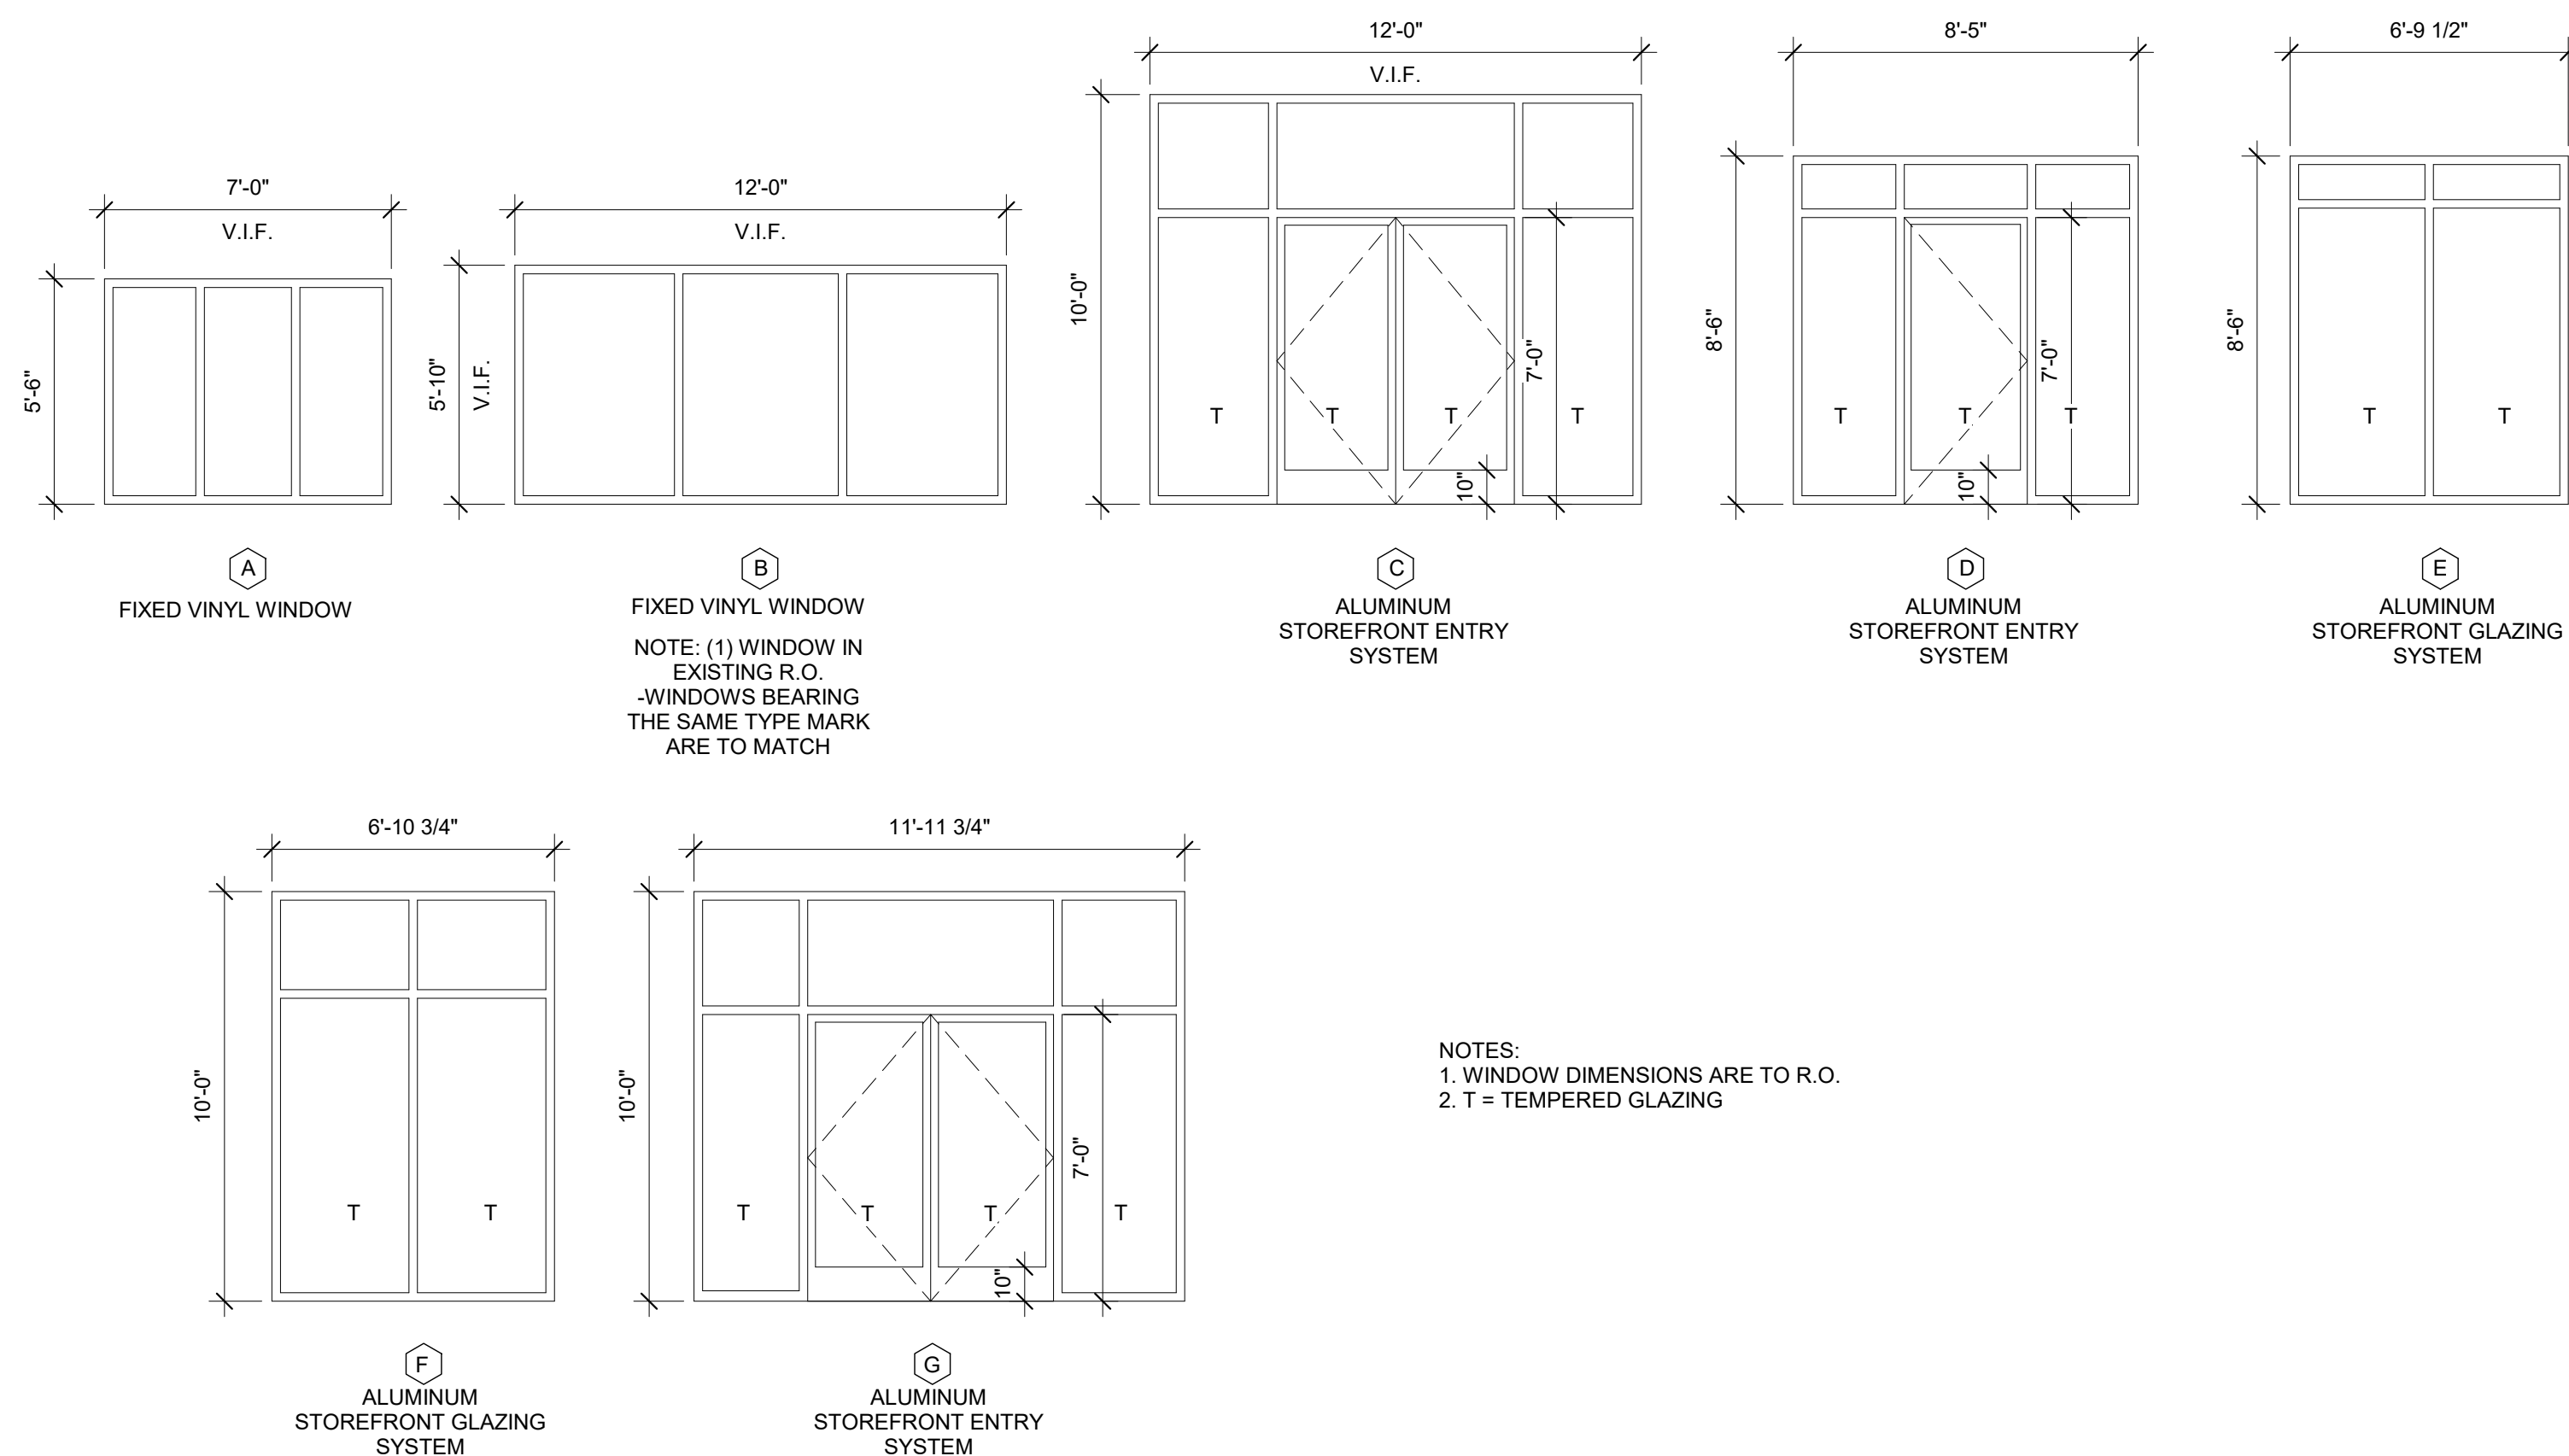 7'-0"
V.I.F.
5'-6"
A
FIXED VINYL WINDOW
12'-0"
V.I.F.
5'-10"
V.I.F.
B
FIXED VINYL WINDOW
NOTE: (1) WINDOW IN
EXISTING R.O.
-WINDOWS BEARING
THE SAME TYPE MARK
ARE TO MATCH
12'-0"
V.I.F.
10'-0"
7'-0"
T
T
T
T
10"
C
ALUMINUM
STOREFRONT ENTRY
SYSTEM
8'-5"
8'-6"
7'-0"
T
T
T
10"
D
ALUMINUM
STOREFRONT ENTRY
SYSTEM
6'-9 1/2"
8'-6"
T
T
E
ALUMINUM
STOREFRONT GLAZING
SYSTEM
6'-10 3/4"
10'-0"
T
T
F
ALUMINUM
STOREFRONT GLAZING
SYSTEM
11'-11 3/4"
10'-0"
7'-0"
T
T
T
T
10"
G
ALUMINUM
STOREFRONT ENTRY
SYSTEM
NOTES:
1. WINDOW DIMENSIONS ARE TO R.O.
2. T = TEMPERED GLAZING